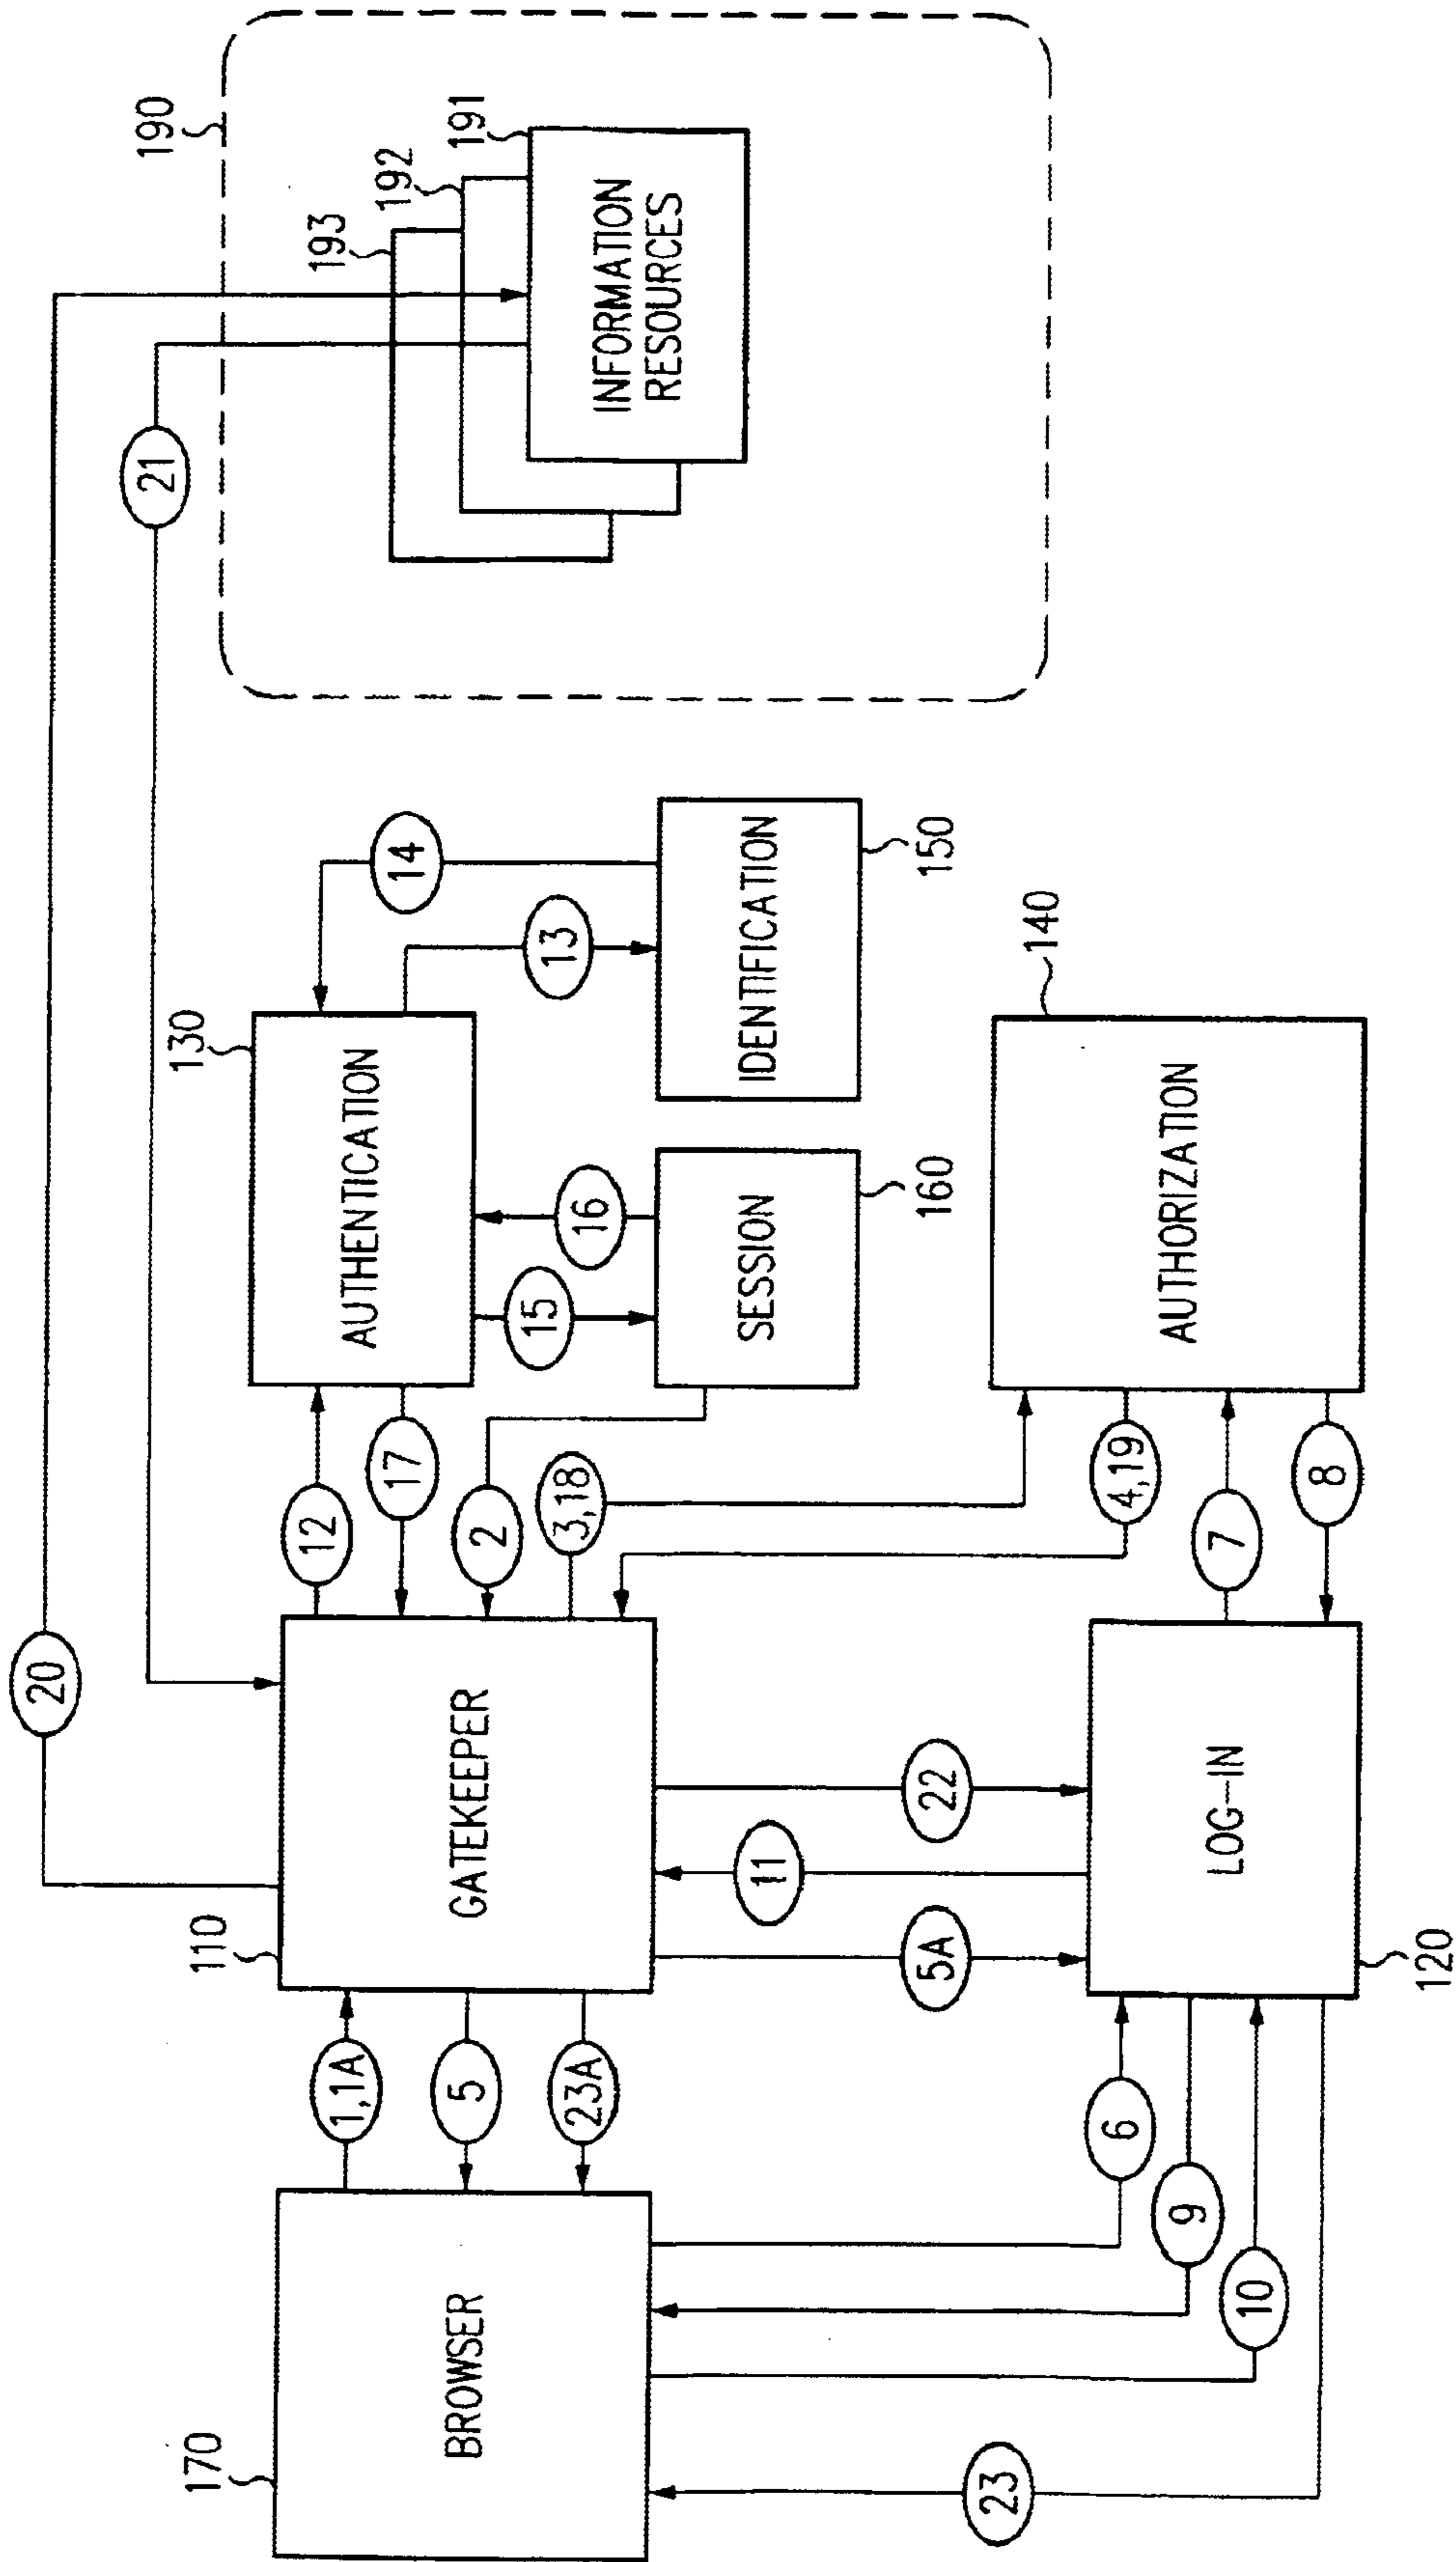 20
21
190
193
192
191
INFORMATION
RESOURCES
170
BROWSER
1,1A
5
23A
110
GATEKEEPER
12
17
2
3,18
130
AUTHENTICATION
15
16
14
13
SESSION
160
IDENTIFICATION
150
4,19
140
AUTHORIZATION
5A
11
22
6
9
10
23
LOG-IN
120
7
8